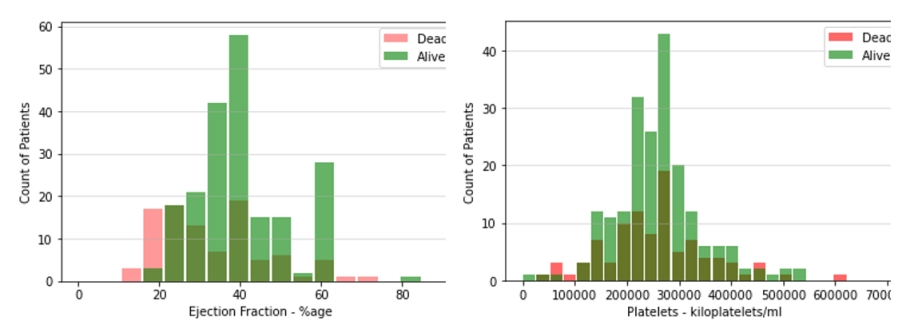 60
50
40
30
20
10
0
Count of Patients
Dead
Alive
0 20 40 60 80
Ejection Fraction - %age
40
30
20
10
0
Count of Patients
Dead
Alive
0 100000 200000 300000 400000 500000 600000 7000
Platelets - kiloplatelets/ml